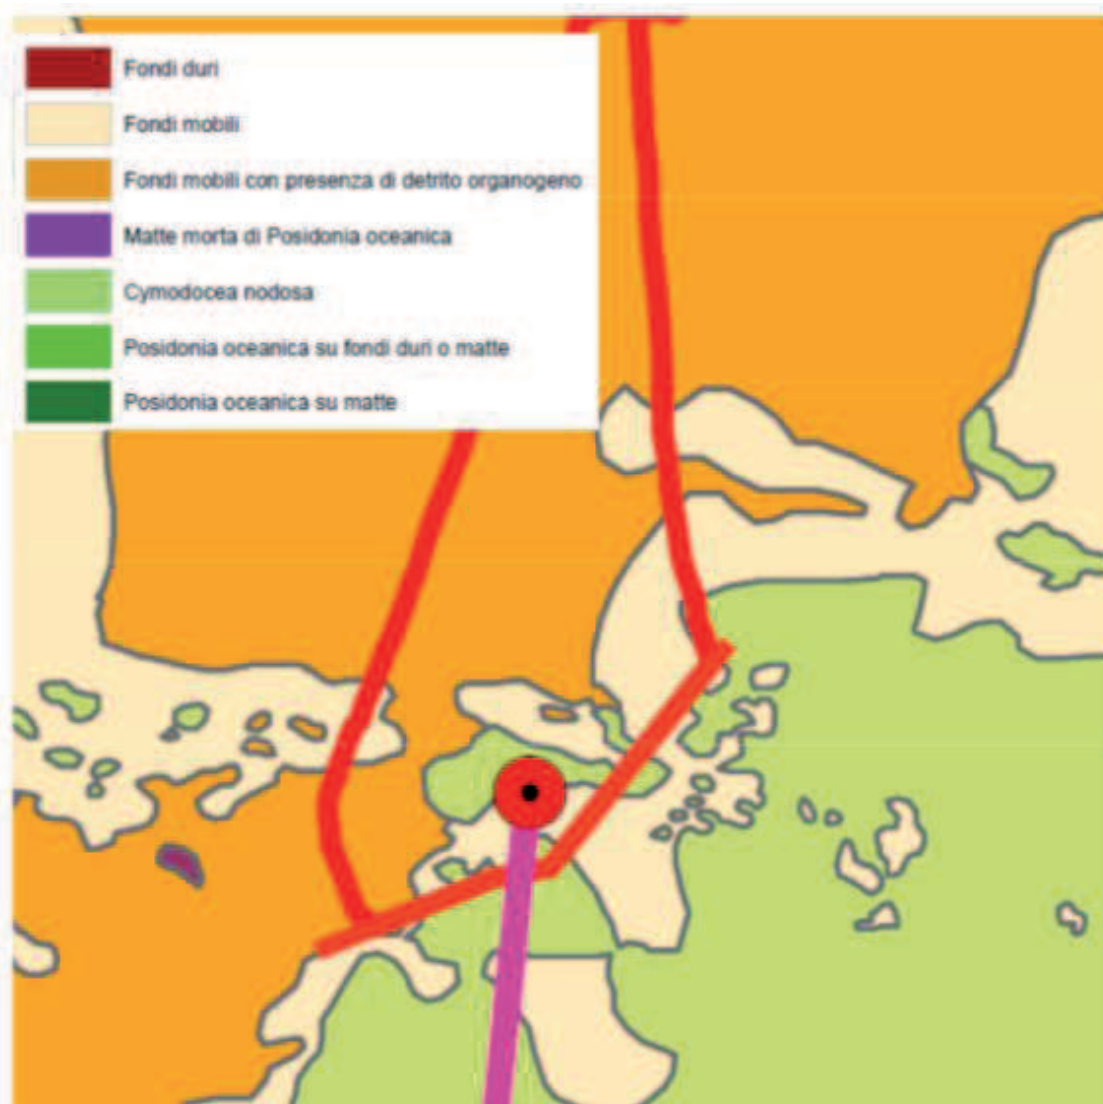 Fondi duri
Fondi mobili
Fondi mobili con presenza di detrito organogeno
Matte morta di Posidonia oceanica
Cymodocea nodosa
Posidonia oceanica su fondi duri o matte
Posidonia oceanica su matte